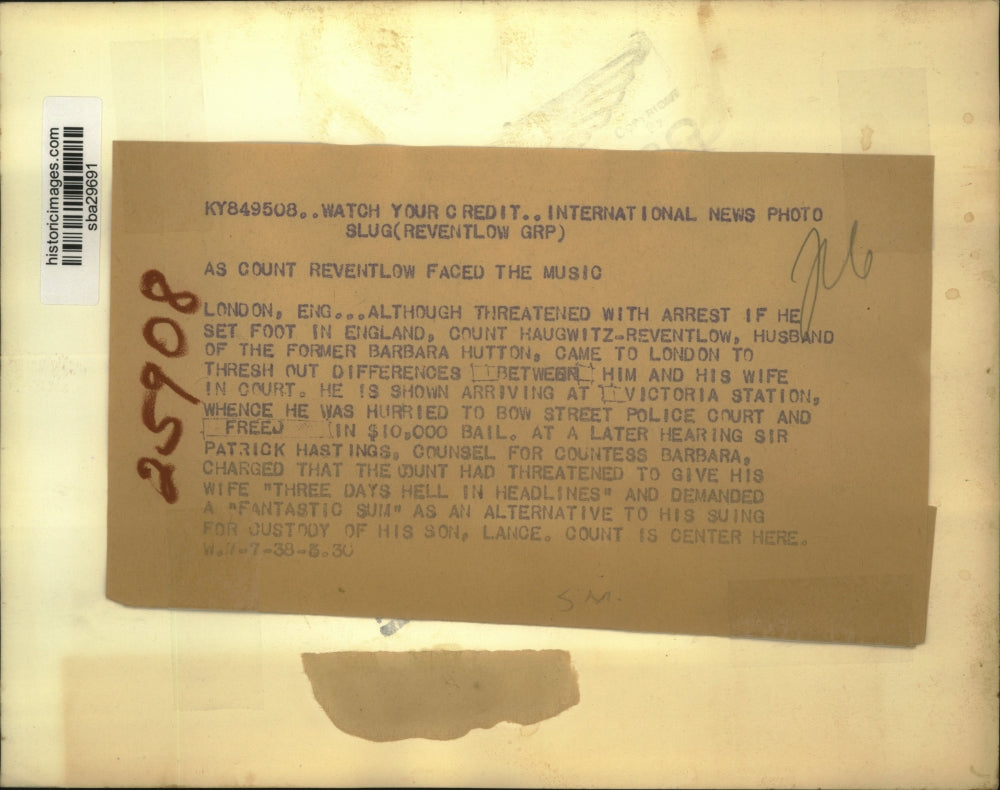 historicimages.com
sba29691
COPYRIGHT
KY849508..WATCH YOUR CREDIT..INTERNATIONAL NEWS PHOTO
SLUG(REVENTLOW GRP)
AS COUNT REVENTLOW FACED THE MUSIC
LONDON, ENG...ALTHOUGH THREATENED WITH ARREST IF HE
SET FOOT IN ENGLAND, COUNT HAUGWITZ-REVENTLOW, HUSBAND
OF THE FORMER BARBARA HUTTON, CAME TO LONDON TO
THRESH OUT DIFFERENCES BETWEEN HIM AND HIS WIFE
IN COURT. HE IS SHOWN ARRIVING AT VICTORIA STATION,
WHENCE HE WAS HURRIED TO BOW STREET POLICE COURT AND
FREED IN $10,000 BAIL. AT A LATER HEARING SIR
PATRICK HASTINGS, COUNSEL FOR COUNTESS BARBARA,
CHARGED THAT THE COUNT HAD THREATENED TO GIVE HIS
WIFE "THREE DAYS HELL IN HEADLINES" AND DEMANDED
A "FANTASTIC SUM" AS AN ALTERNATIVE TO HIS SUING
FOR CUSTODY OF HIS SON, LANCE. COUNT IS CENTER HERE.
W.7-7-38-5.30
25908
S M.